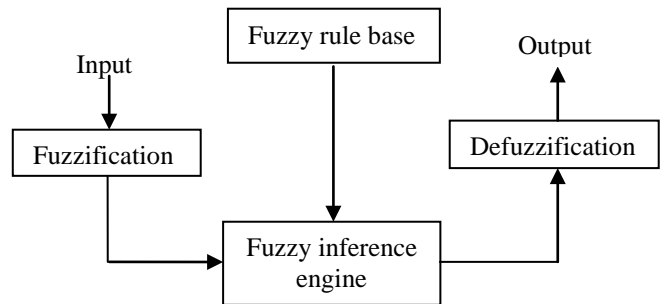 Fuzzy rule base
Input
Output
Fuzzification
Defuzzification
Fuzzy inference
engine